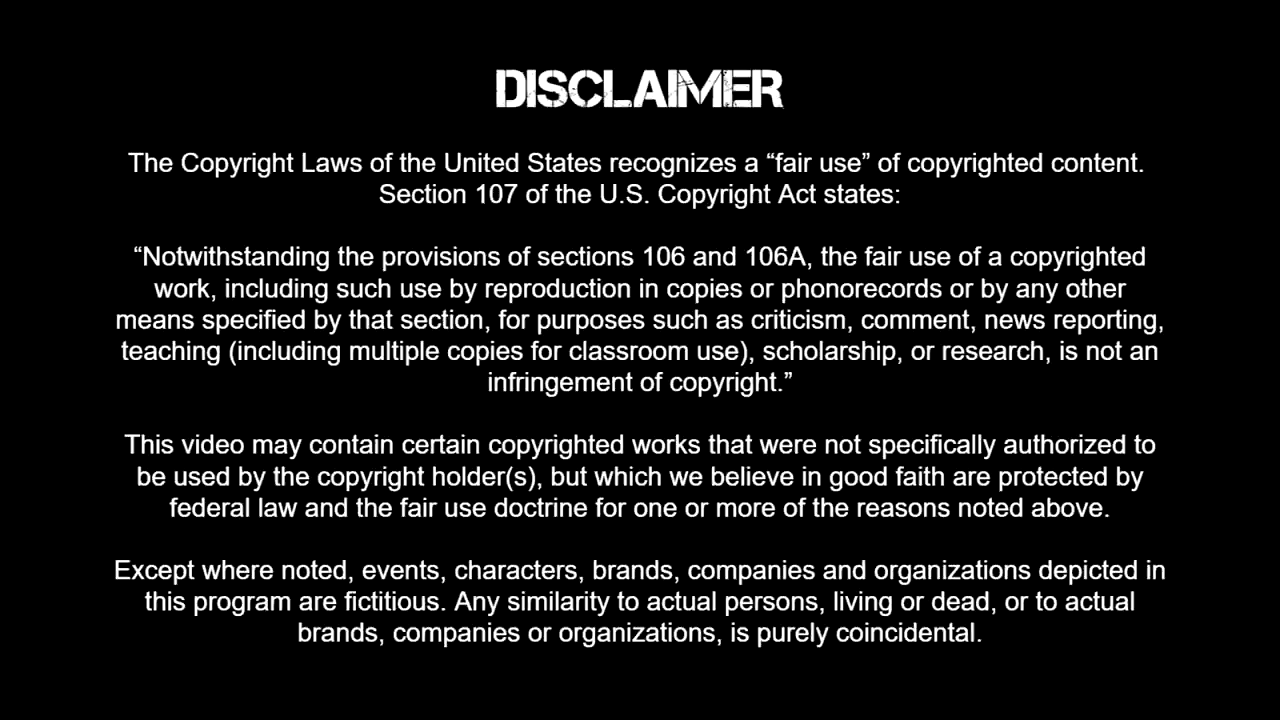 DISCLAIMER
The Copyright Laws of the United States recognizes a “fair use” of copyrighted content.
Section 107 of the U.S. Copyright Act states:
“Notwithstanding the provisions of sections 106 and 106A, the fair use of a copyrighted
work, including such use by reproduction in copies or phonorecords or by any other
means specified by that section, for purposes such as criticism, comment, news reporting,
teaching (including multiple copies for classroom use), scholarship, or research, is not an
infringement of copyright.”
This video may contain certain copyrighted works that were not specifically authorized to
be used by the copyright holder(s), but which we believe in good faith are protected by
federal law and the fair use doctrine for one or more of the reasons noted above.
Except where noted, events, characters, brands, companies and organizations depicted in
this program are fictitious. Any similarity to actual persons, living or dead, or to actual
brands, companies or organizations, is purely coincidental.